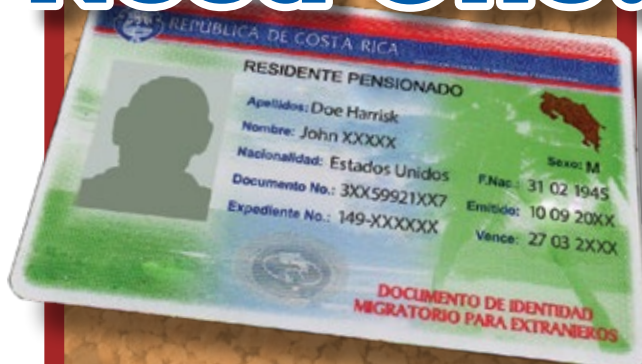 REPÚBLICA DE COSTA RICA
RESIDENTE PENSIONADO
Apellidos: Doe Harrisk
Nombre: John XXXXX
Nacionalidad: Estados Unidos
Documento No.: 3XX59921XX7
Expediente No.: 149-XXXXXX
Sexo: M
F.Nac.: 31 02 1945
Emitido: 10 09 20XX
Vence: 27 03 2XXX
DOCUMENTO DE IDENTIDAD
MIGRATORIO PARA EXTRANJEROS